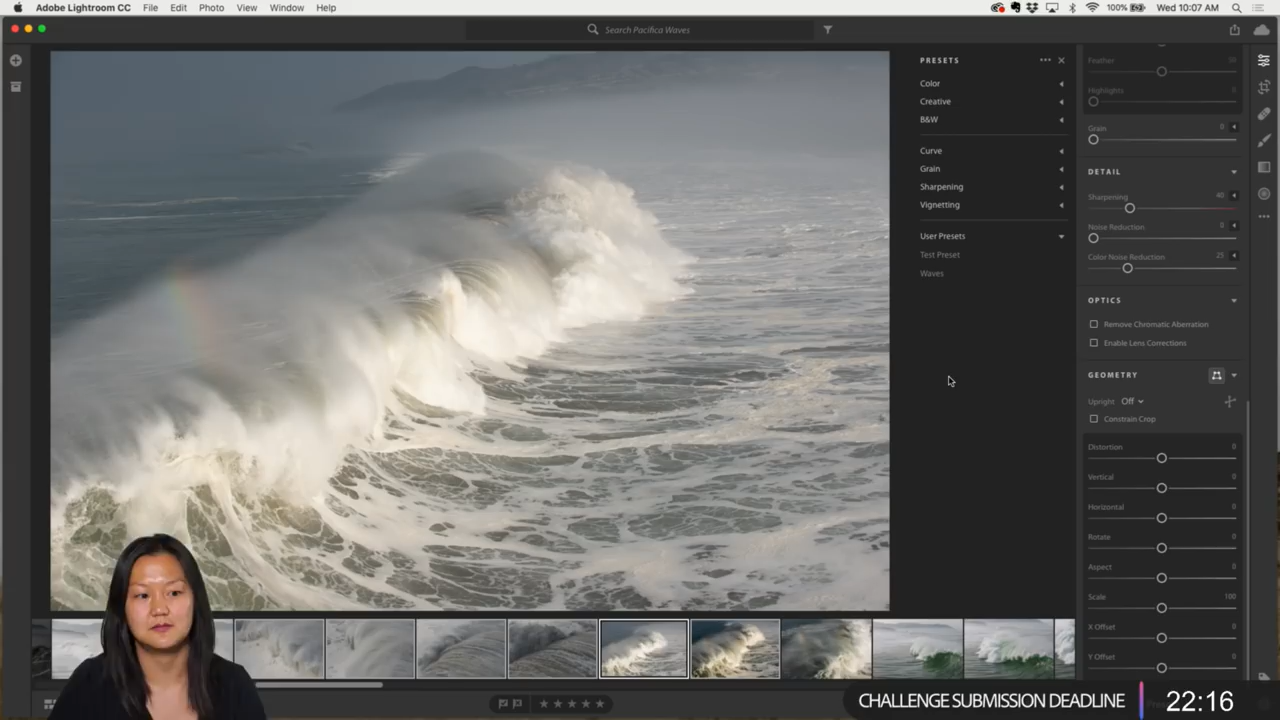 Adobe Lightroom CC File Edit Photo View Window Help
100% Wed 10:07 AM
Search Pacifica Waves
PRESETS
Color
Creative
B&W
Curve
Grain
Sharpening
Vignetting
User Presets
Test Preset
Waves
Feather 50
Highlights 0
Grain 0
DETAIL
Sharpening 40
Noise Reduction 0
Color Noise Reduction 25
OPTICS
Remove Chromatic Aberration
Enable Lens Corrections
GEOMETRY
Upright Off
Constrain Crop
Distortion 0
Vertical 0
Horizontal 0
Rotate 0
Aspect 0
Scale 100
X Offset 0
Y Offset 0
CHALLENGE SUBMISSION DEADLINE 22:16